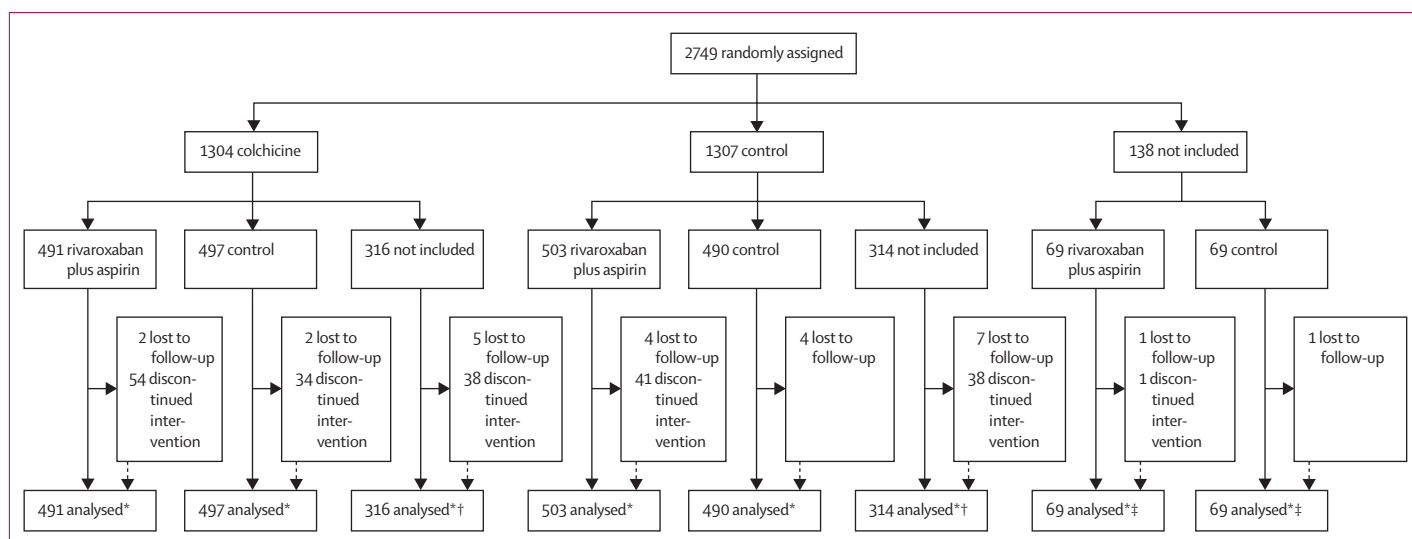 2749 randomly assigned
1304 colchicine
1307 control
138 not included
491 rivaroxaban
plus aspirin
497 control
316 not included
503 rivaroxaban
plus aspirin
490 control
314 not included
69 rivaroxaban
plus aspirin
69 control
2 lost to
follow-up
54 discon-
tinued
inter-
vention
2 lost to
follow-up
34 discon-
tinued
inter-
vention
5 lost to
follow-up
38 discon-
tinued
inter-
vention
4 lost to
follow-up
41 discon-
tinued
inter-
vention
4 lost to
follow-up
7 lost to
follow-up
38 discon-
tinued
inter-
vention
1 lost to
follow-up
1 discon-
tinued
inter-
vention
1 lost to
follow-up
491 analysed*
497 analysed*
316 analysed*†
503 analysed*
490 analysed*
314 analysed*†
69 analysed*‡
69 analysed*‡